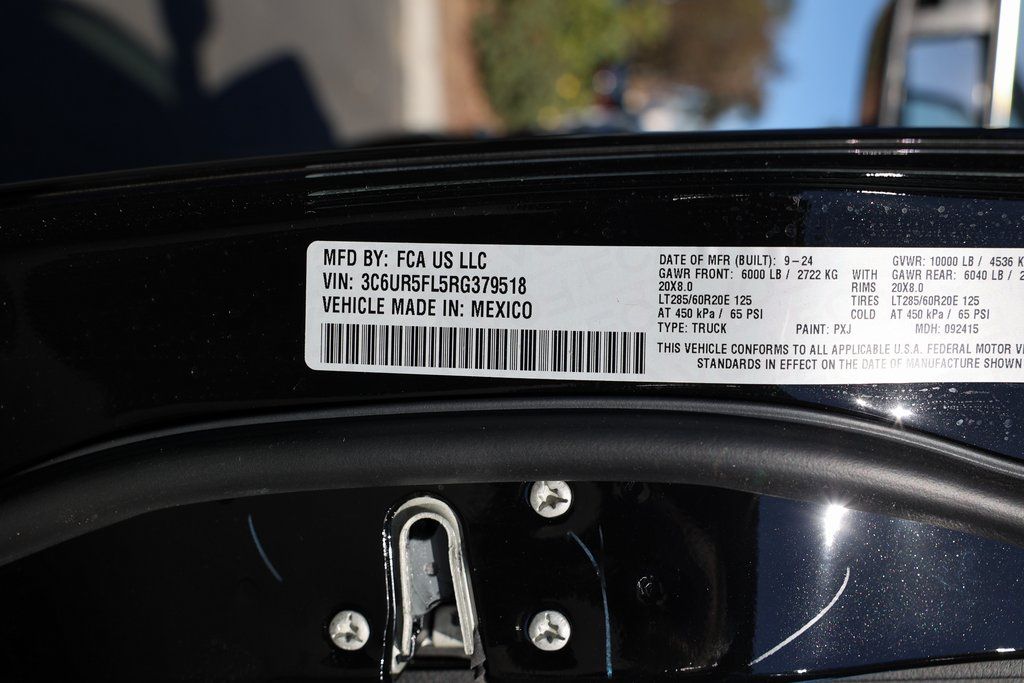 MFD BY: FCA US LLC
VIN: 3C6UR5FL5RG379518
VEHICLE MADE IN: MEXICO
DATE OF MFR (BUILT): 9-24 GVWR: 10000 LB / 4536 K
GAWR FRONT: 6000 LB / 2722 KG WITH GAWR REAR: 6040 LB / 2
20X8.0 RIMS 20X8.0
LT285/60R20E 125 TIRES LT285/60R20E 125
AT 450 kPa / 65 PSI COLD AT 450 kPa / 65 PSI
TYPE: TRUCK PAINT: PXJ MDH: 092415
THIS VEHICLE CONFORMS TO ALL APPLICABLE U.S.A. FEDERAL MOTOR
STANDARDS IN EFFECT ON THE DATE OF MANUFACTURE SHOWN